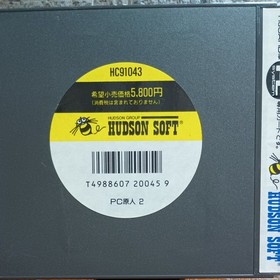 HC91043
希望小売価格5,800円
(消費税は含まれておりません)
HUDSON GROUP
HUDSON SOFT®
T4988607 20045 9
PC原人 2
HUDSON SOFT